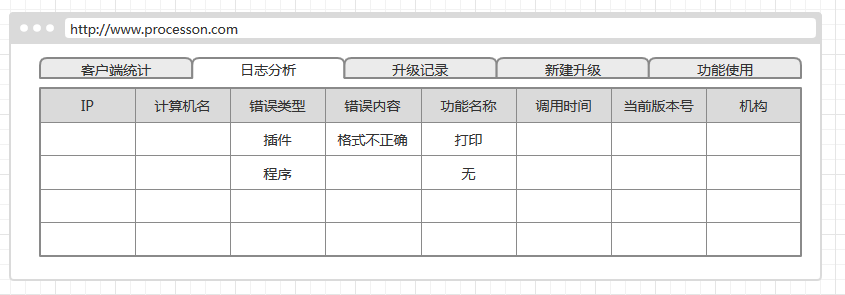 http://www.processon.com
客户端统计 日志分析 升级记录 新建升级 功能使用
IP 计算机名 错误类型 错误内容 功能名称 调用时间 当前版本号 机构
插件 格式不正确 打印
程序 无